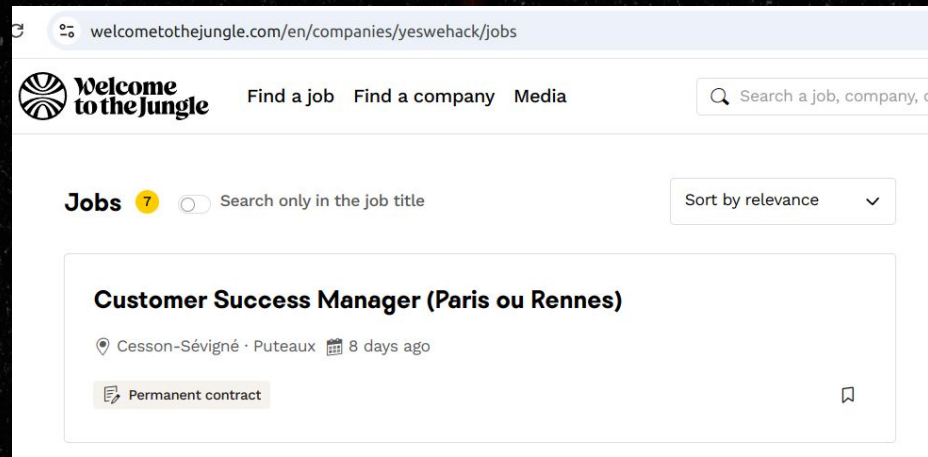 welcometothejungle.com/en/companies/yeswehack/jobs
Welcome
to the Jungle
Find a job Find a company Media
Search a job, company,
Jobs 7 Search only in the job title
Sort by relevance
Customer Success Manager (Paris ou Rennes)
Cesson-Sévigné · Puteaux 8 days ago
Permanent contract